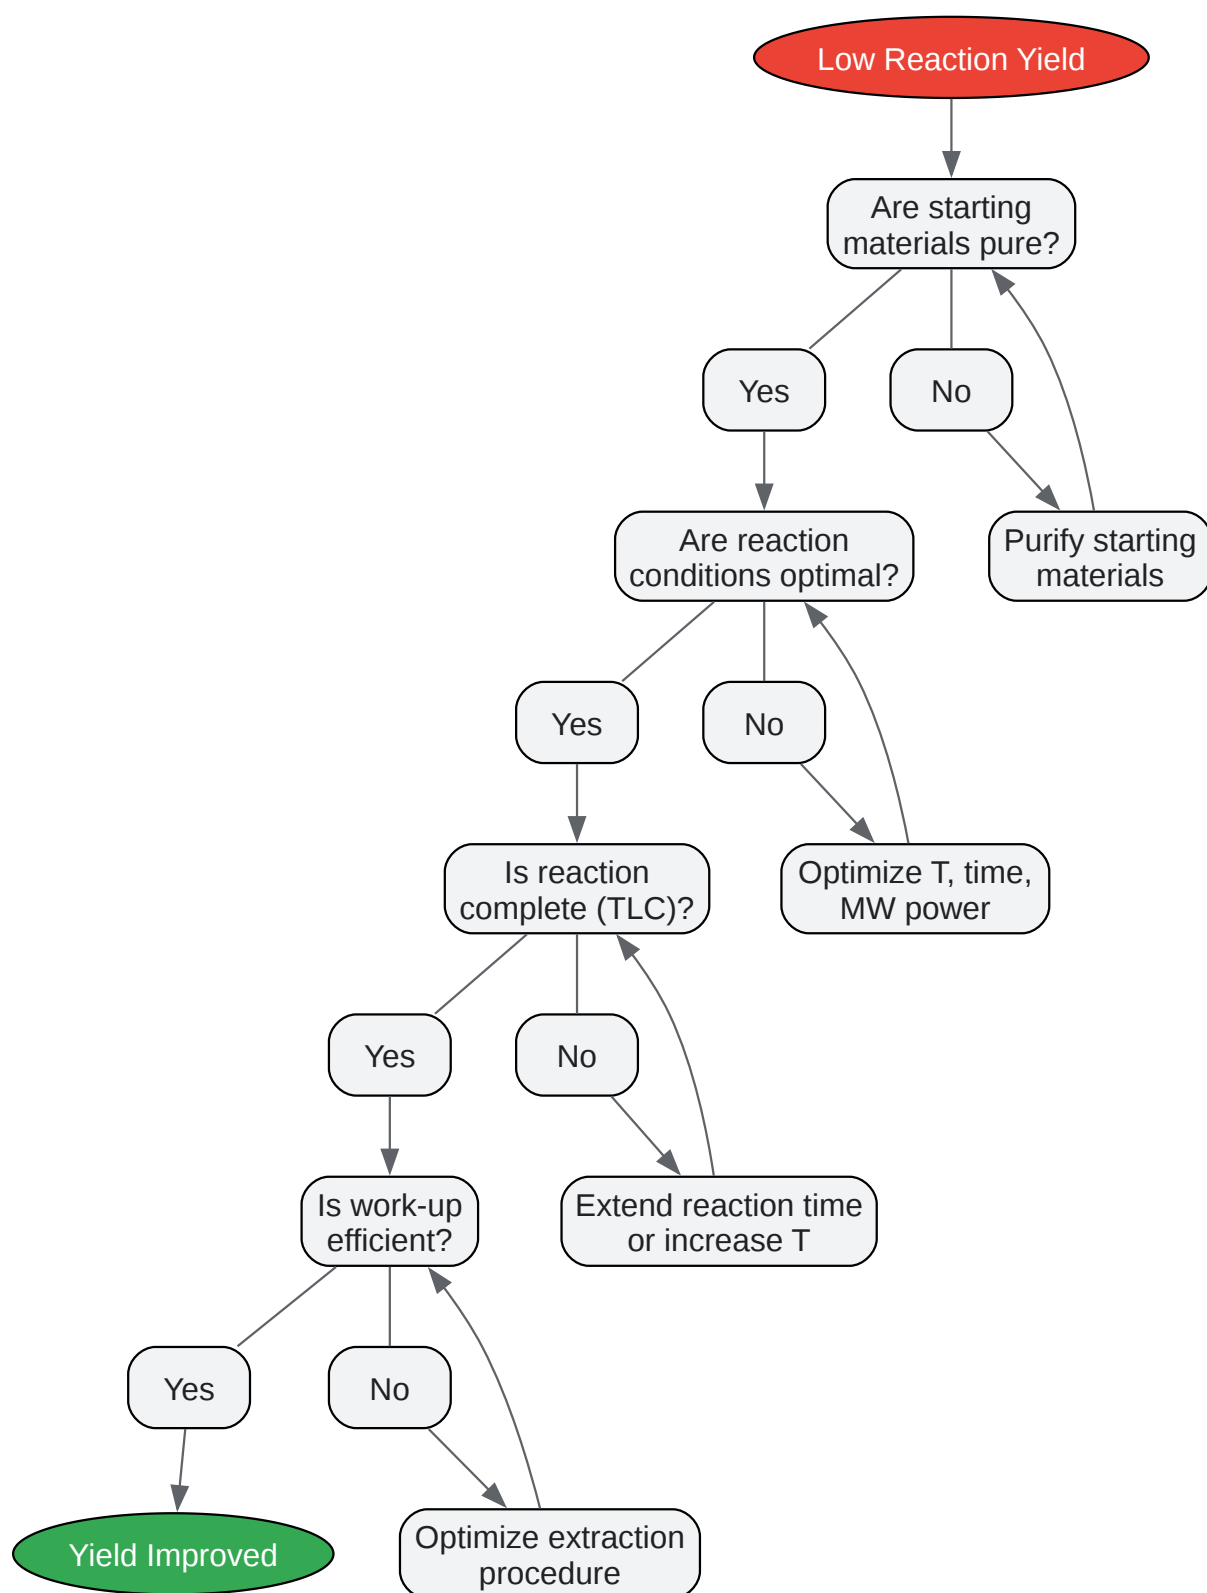 Low Reaction Yield
Are starting
materials pure?
Yes
No
Are reaction
conditions optimal?
Purify starting
materials
Yes
No
Is reaction
complete (TLC)?
Optimize T, time,
MW power
Yes
No
Is work-up
efficient?
Extend reaction time
or increase T
Yes
No
Yield Improved
Optimize extraction
procedure